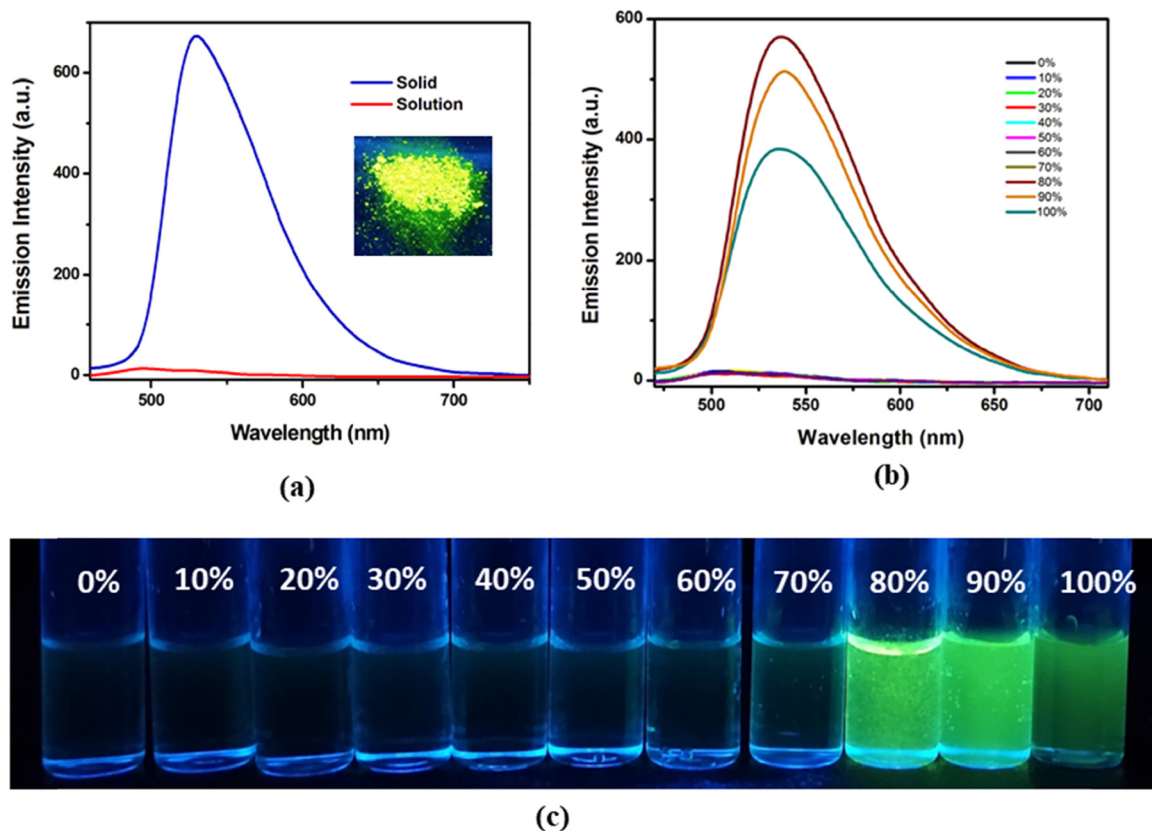 600
400
200
0
Emission Intensity (a.u.)
Solid
Solution
500
600
700
Wavelength (nm)
(a)
600
400
200
0
Emission Intensity (a.u.)
0%
10%
20%
30%
40%
50%
60%
70%
80%
90%
100%
500
550
600
650
700
Wavelength (nm)
(b)
0% 10% 20% 30% 40% 50% 60% 70% 80% 90% 100%
(c)